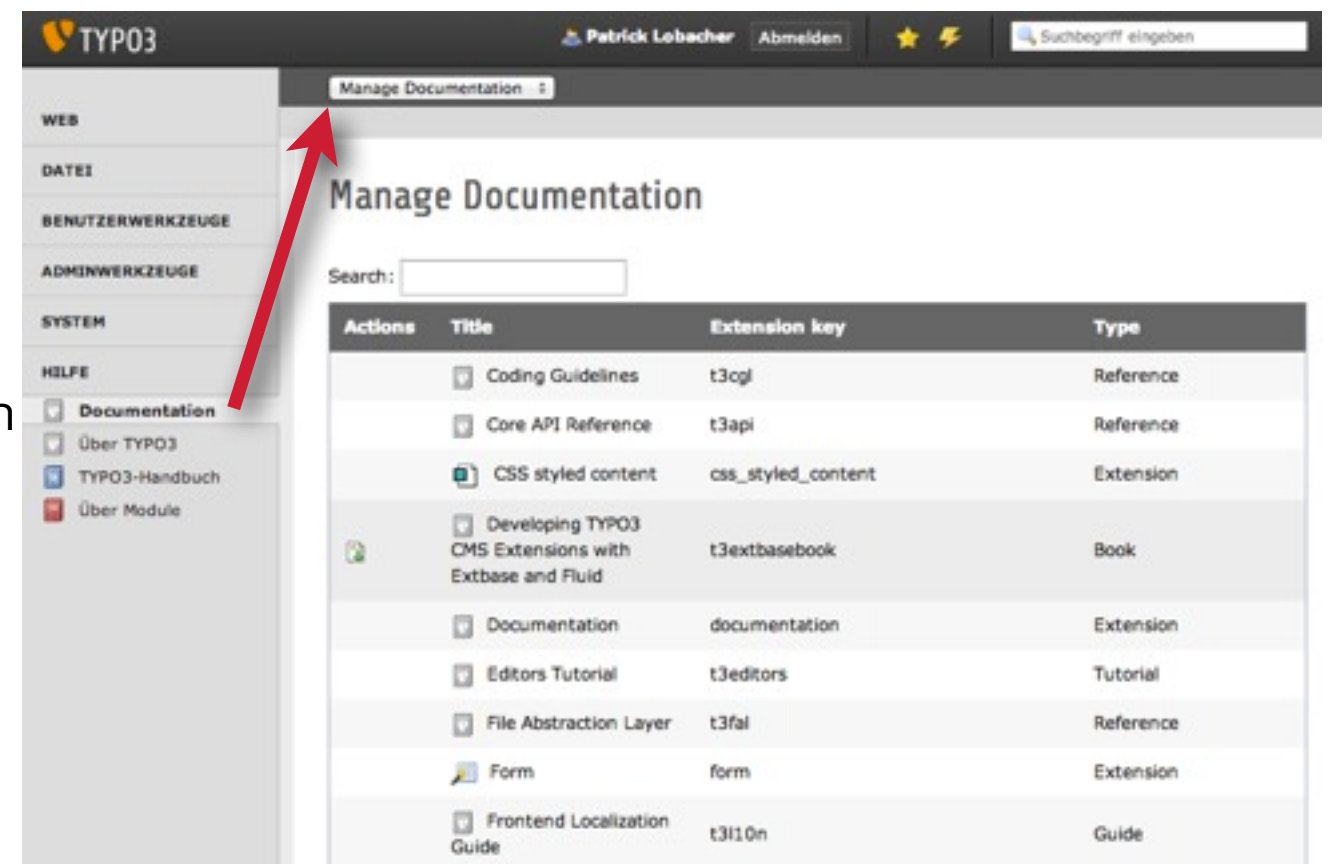 TYPO3
Patrick Lobacher Abmelden Suchbegriff eingeben
Manage Documentation
WEB
DATEI
BENUTZERWERKZEUGE
ADMINWERKZEUGE
SYSTEM
HILFE
Documentation
Über TYPO3
TYPO3-Handbuch
Über Module
n
Manage Documentation
Search:
Actions Title Extension key Type
Coding Guidelines t3cgl Reference
Core API Reference t3api Reference
CSS styled content css_styled_content Extension
Developing TYPO3
CMS Extensions with t3extbasebook Book
Extbase and Fluid
Documentation documentation Extension
Editors Tutorial t3editors Tutorial
File Abstraction Layer t3fal Reference
Form form Extension
Frontend Localization
Guide t3l10n Guide